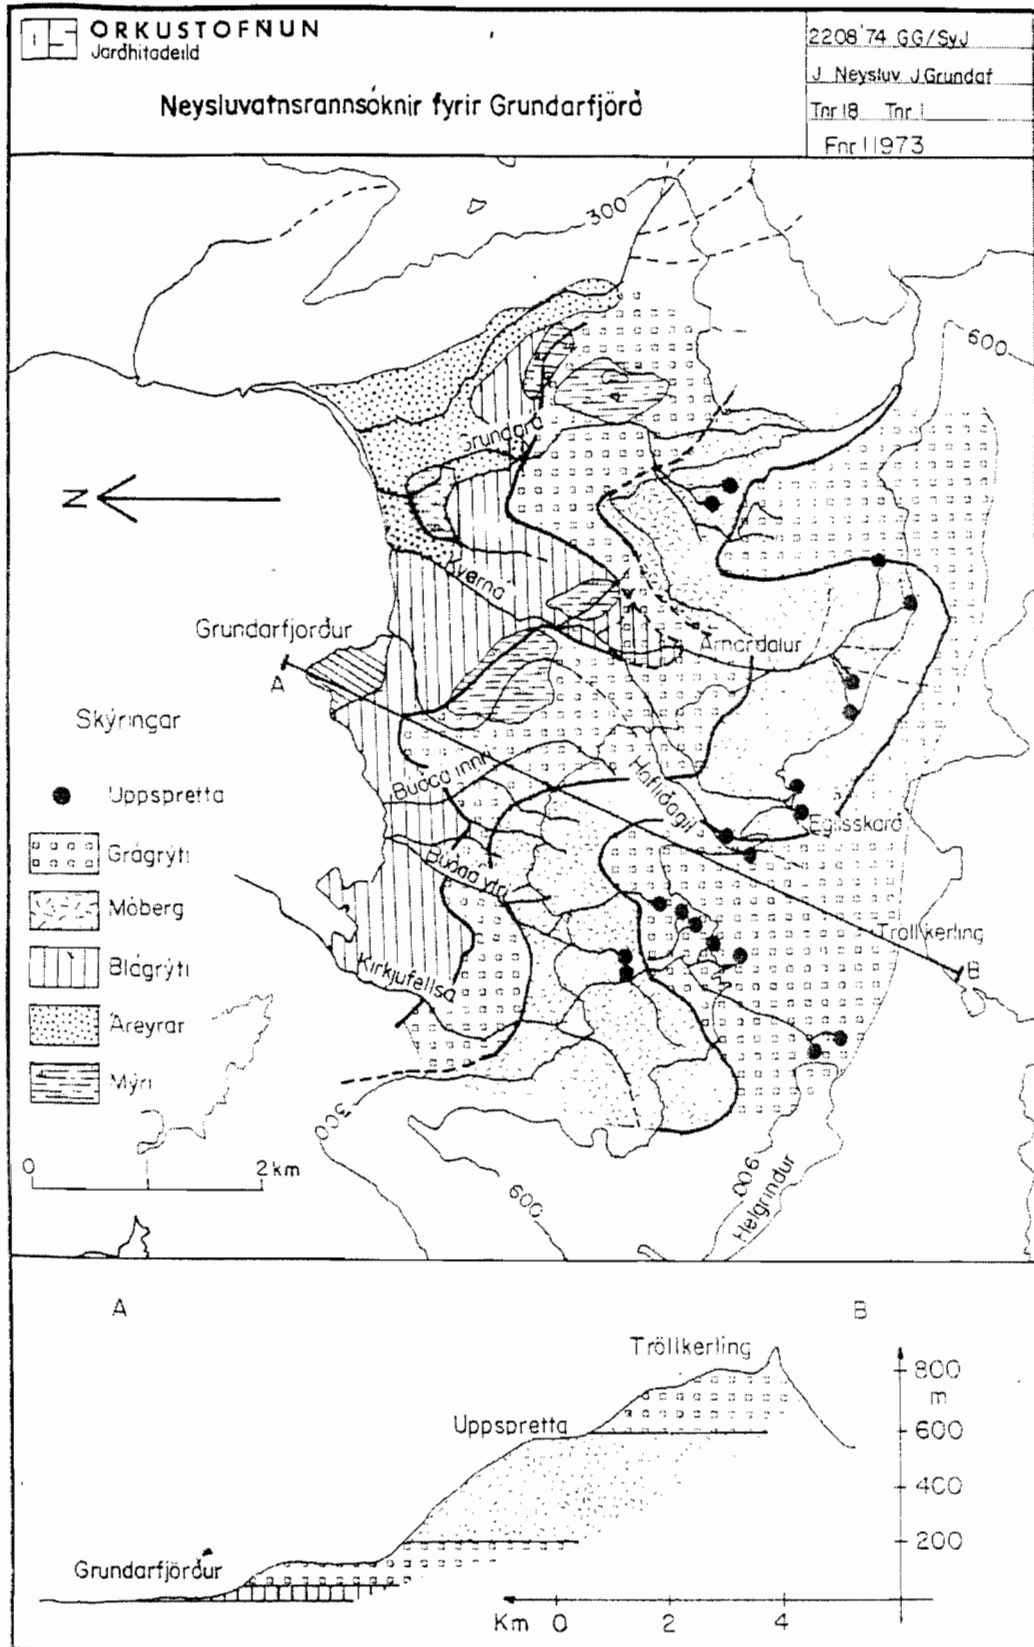 OS ORKUSTOFNUN
Jardhitadeild
Neysluvatnsrannsóknir fyrir Grundarfjörð
2208'74 GG/SyJ
J Neysluv J.Grundaf
Tnr 18 Tnr 1
Fnr 11973
300
600
N
Grundará
Kverná
Grundarfjörður
A
Arnardalur
Skýringar
Uppspretta
Grágrýti
Móberg
Blágrýti
Áreyrar
Mýri
Búðaá innri
Hafliðagil
Eglisskarð
Búðaá ytri
Tröllkerling
B
Kirkjufellsá
300
0 2 km
600
900
Helgrindur
A
B
Tröllkerling
800
m
Uppspretta
600
400
200
Grundarfjörður
Km 0 2 4